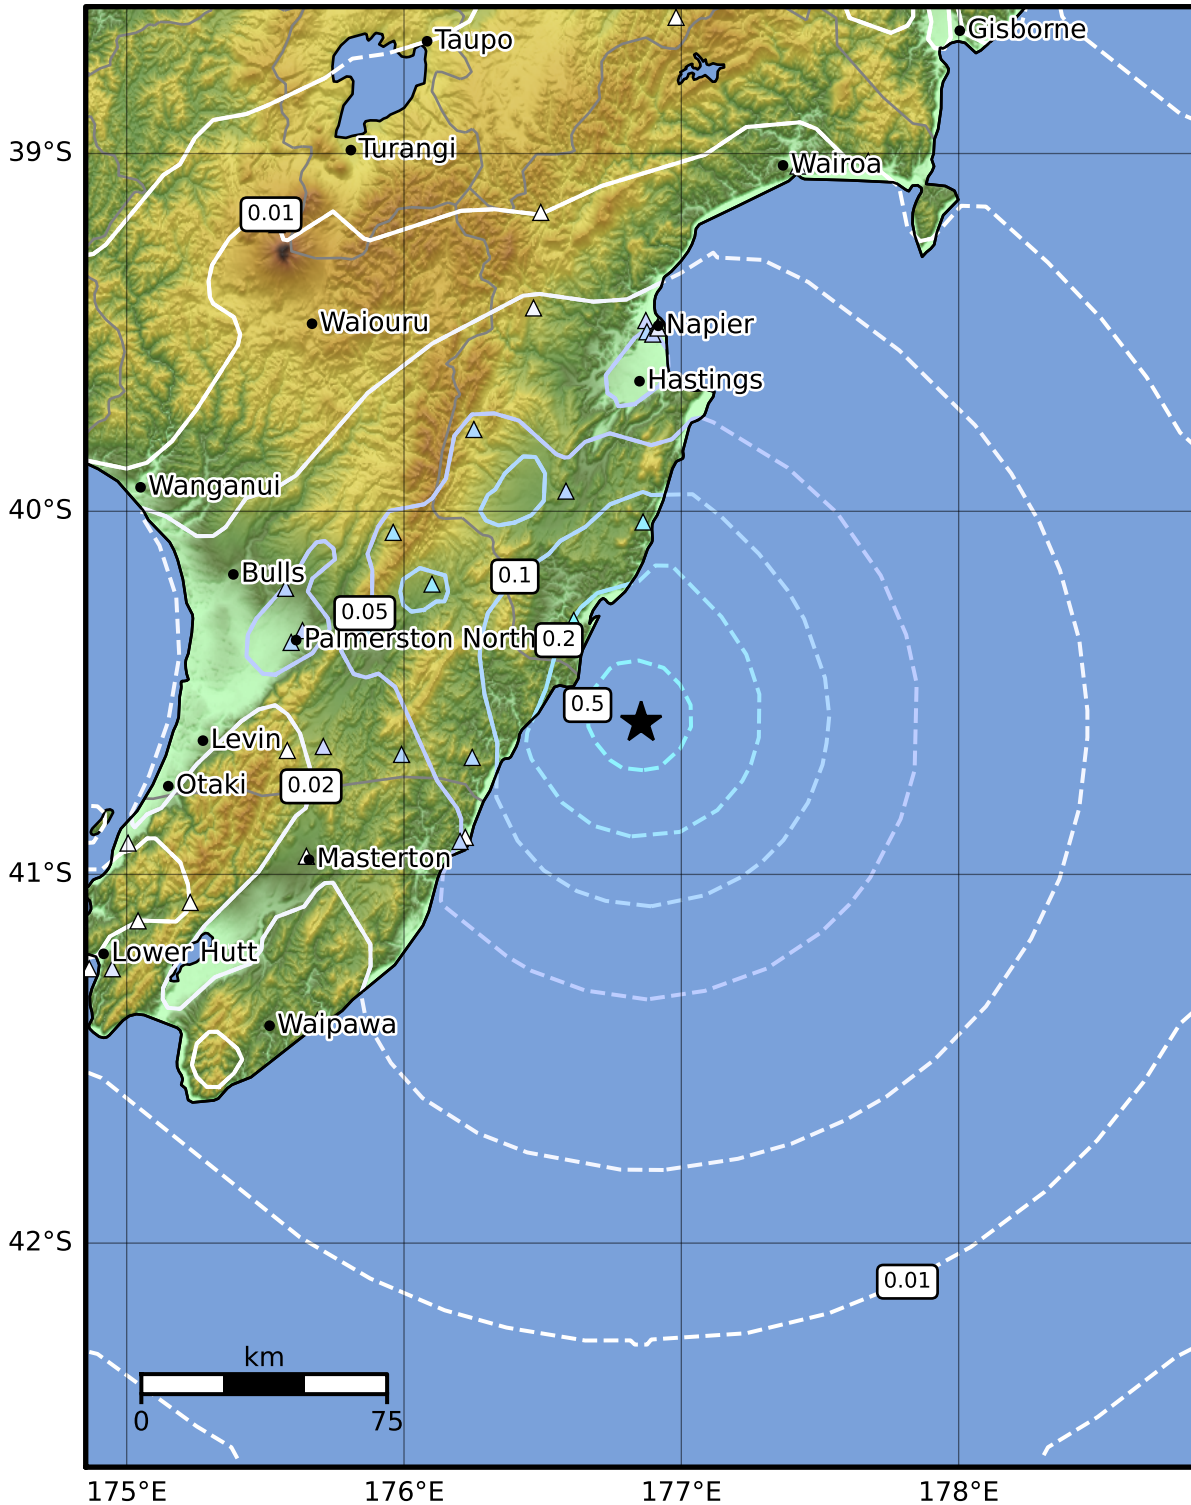 Gisborne
Taupo
Turangi
39°S
Wairoa
0.01
Waiouru
Napier
Hastings
Wanganui
40°S
Bulls
0.1
0.05
Palmerston North
0.2
0.5
Levin
Otaki
0.02
Masterton
41°S
Lower Hutt
Waipawa
42°S
0.01
km
0
75
175°E
176°E
177°E
178°E